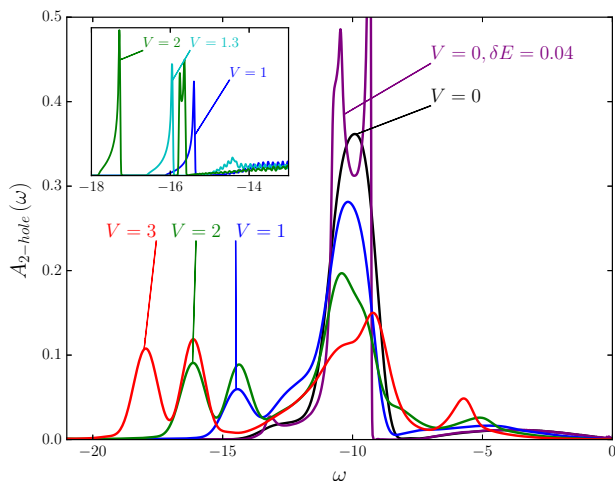 0.5
0.4
0.3
0.2
0.1
0.0
−20
−15
−10
−5
0
A2−hole(ω)
ω
V = 0, δE = 0.04
V = 0
V = 3
V = 2
V = 1
V = 2
V = 1.3
V = 1
−18
−16
−14